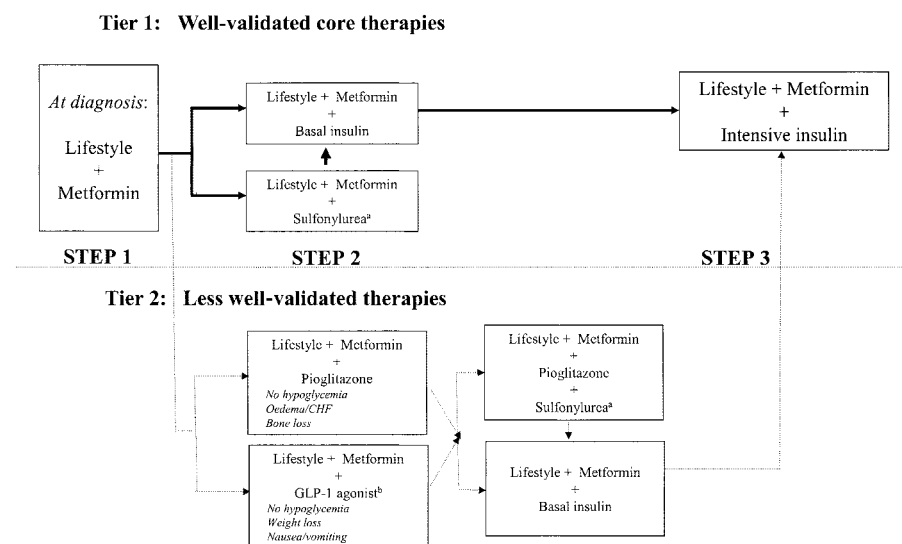 Tier 1: Well-validated core therapies
At diagnosis:
Lifestyle
+
Metformin
STEP 1
Lifestyle + Metformin
+
Basal insulin
Lifestyle + Metformin
+
Sulfonylureaª
STEP 2
Lifestyle + Metformin
+
Intensive insulin
STEP 3
Tier 2: Less well-validated therapies
Lifestyle + Metformin
+
Pioglitazone
No hypoglycemia
Oedema/CHF
Bone loss
Lifestyle + Metformin
+
GLP-1 agonistᵇ
No hypoglycemia
Weight loss
Nausea/vomiting
Lifestyle + Metformin
+
Pioglitazone
+
Sulfonylureaª
Lifestyle + Metformin
+
Basal insulin